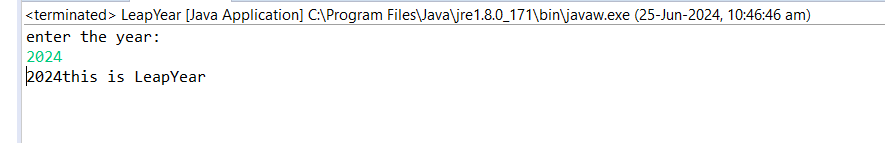 <terminated> LeapYear [Java Application] C:\Program Files\Java\jre1.8.0_171\bin\javaw.exe (25-Jun-2024, 10:46:46 am)
enter the year:
2024
2024this is LeapYear